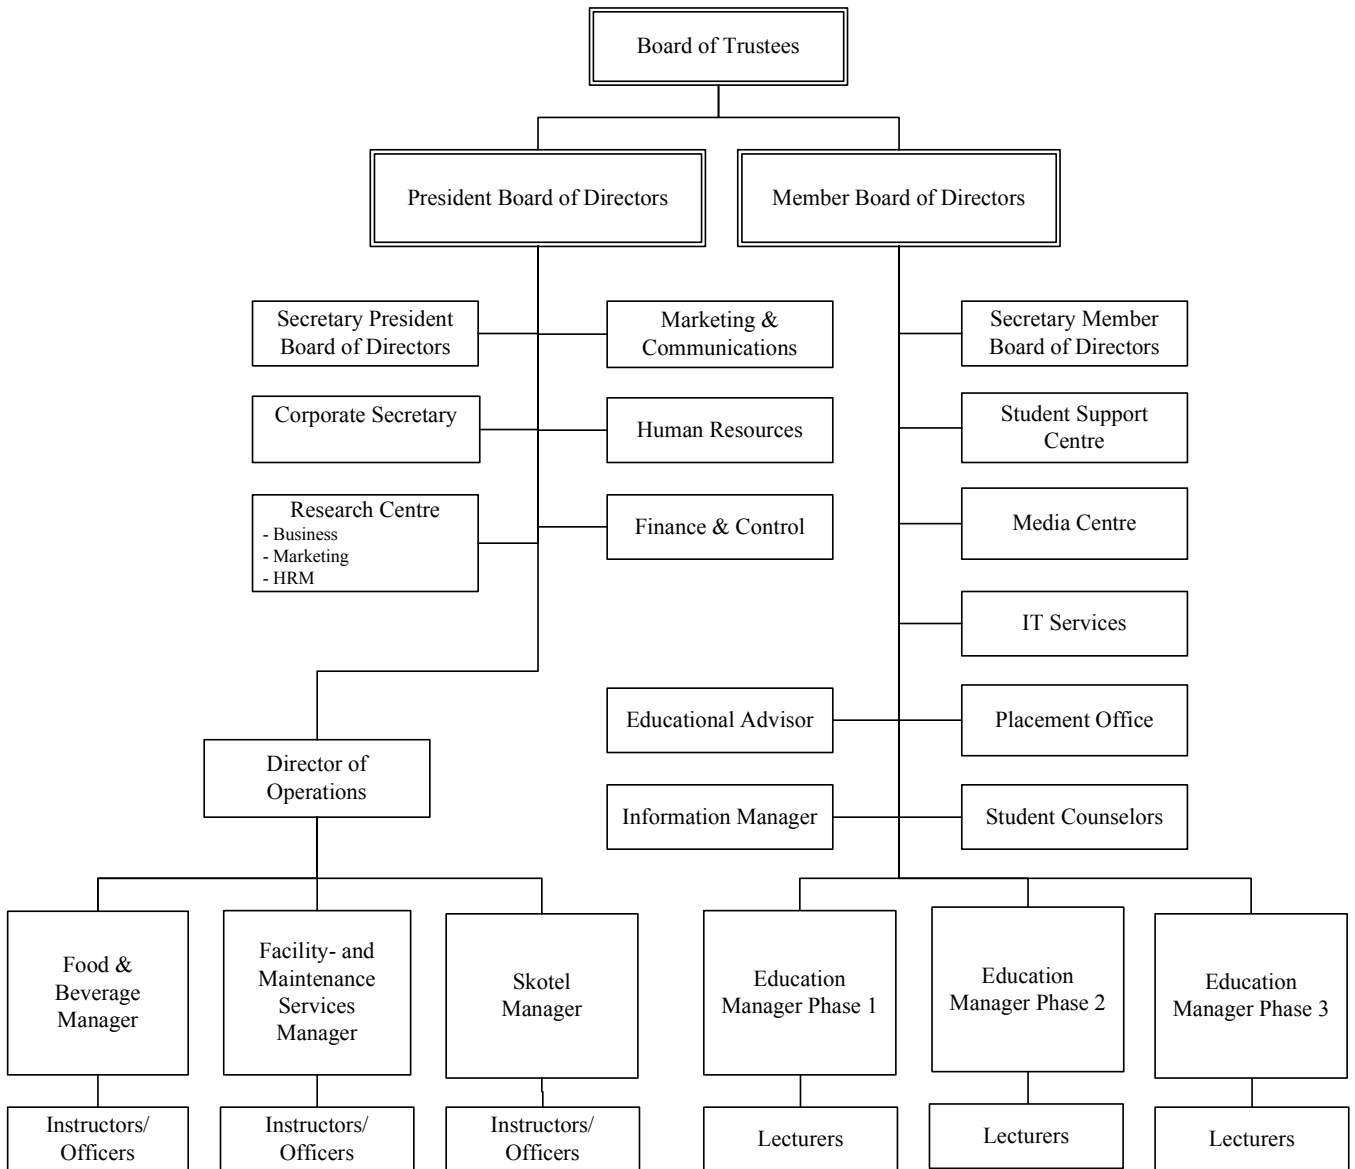 Board of Trustees
President Board of Directors
Member Board of Directors
Secretary President
Board of Directors
Marketing &
Communications
Secretary Member
Board of Directors
Corporate Secretary
Human Resources
Student Support
Centre
Research Centre
- Business
- Marketing
- HRM
Finance & Control
Media Centre
IT Services
Educational Advisor
Placement Office
Director of
Operations
Information Manager
Student Counselors
Food &
Beverage
Manager
Facility- and
Maintenance
Services
Manager
Skotel
Manager
Education
Manager Phase 1
Education
Manager Phase 2
Education
Manager Phase 3
Instructors/
Officers
Instructors/
Officers
Instructors/
Officers
Lecturers
Lecturers
Lecturers